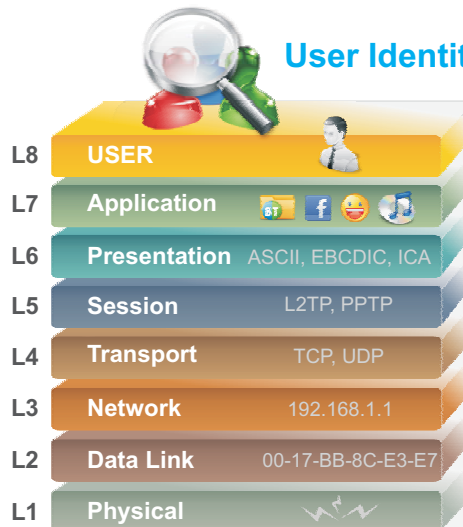 User Identit
L8 USER
L7 Application BT f
L6 Presentation ASCII, EBCDIC, ICA
L5 Session L2TP, PPTP
L4 Transport TCP, UDP
L3 Network 192.168.1.1
L2 Data Link 00-17-BB-8C-E3-E7
L1 Physical